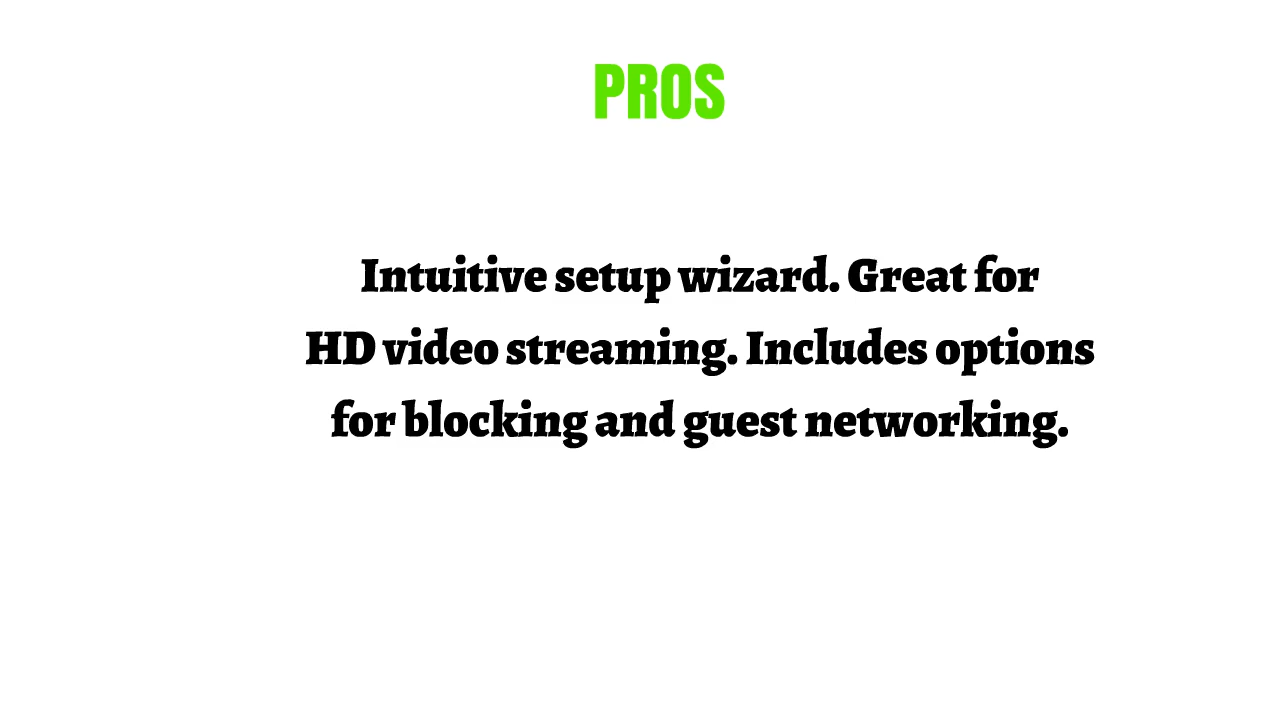 PROS
Intuitive setup wizard. Great for
HD video streaming. Includes options
for blocking and guest networking.